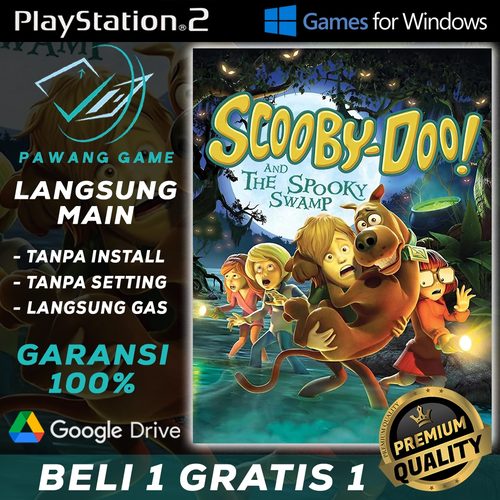 PlayStation®2
Games for Windows
SWAMP
PAWANG GAME
LANGSUNG
MAIN
- TANPA INSTALL
- TANPA SETTING
- LANGSUNG GAS
GARANSI
100%
Google Drive
SCOOBY-DOO!
AND
THE SPOOKY
SWAMP
PREMIUM
QUALITY
BELI 1 GRATIS 1